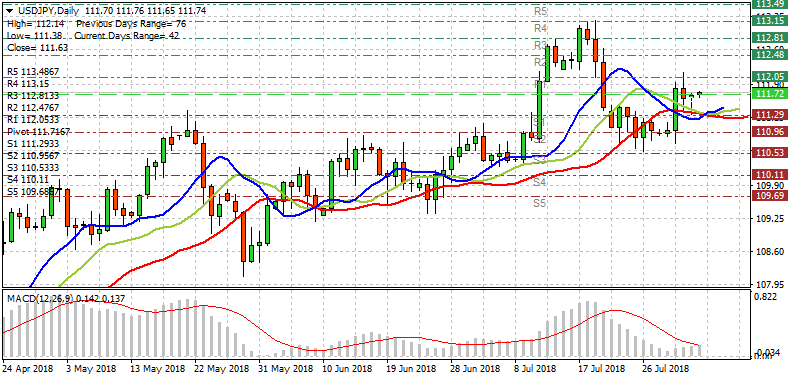 USDJPY,Daily 111.70 111.76 111.65 111.74
High= 112.14 Previous Days Range= 76
Low= 111.38 Current Days Range= 42
Close= 111.63
R5 113.4867
R4 113.15
R3 112.8133
R2 112.4767
R1 112.0533
Pivot 111.7167
S1 111.2933
S2 110.9567
S3 110.5333
S4 110.11
S5 109.6867
R5
R4
R3
R2
S2
S4
S5
113.49
113.15
112.81
112.48
112.05
111.72
111.29
110.96
110.53
110.11
109.90
109.69
109.25
108.60
107.95
MACD(12,26,9) 0.142 0.137
0.822
-0.034
24 Apr 2018
3 May 2018
13 May 2018
22 May 2018
31 May 2018
10 Jun 2018
19 Jun 2018
28 Jun 2018
8 Jul 2018
17 Jul 2018
26 Jul 2018